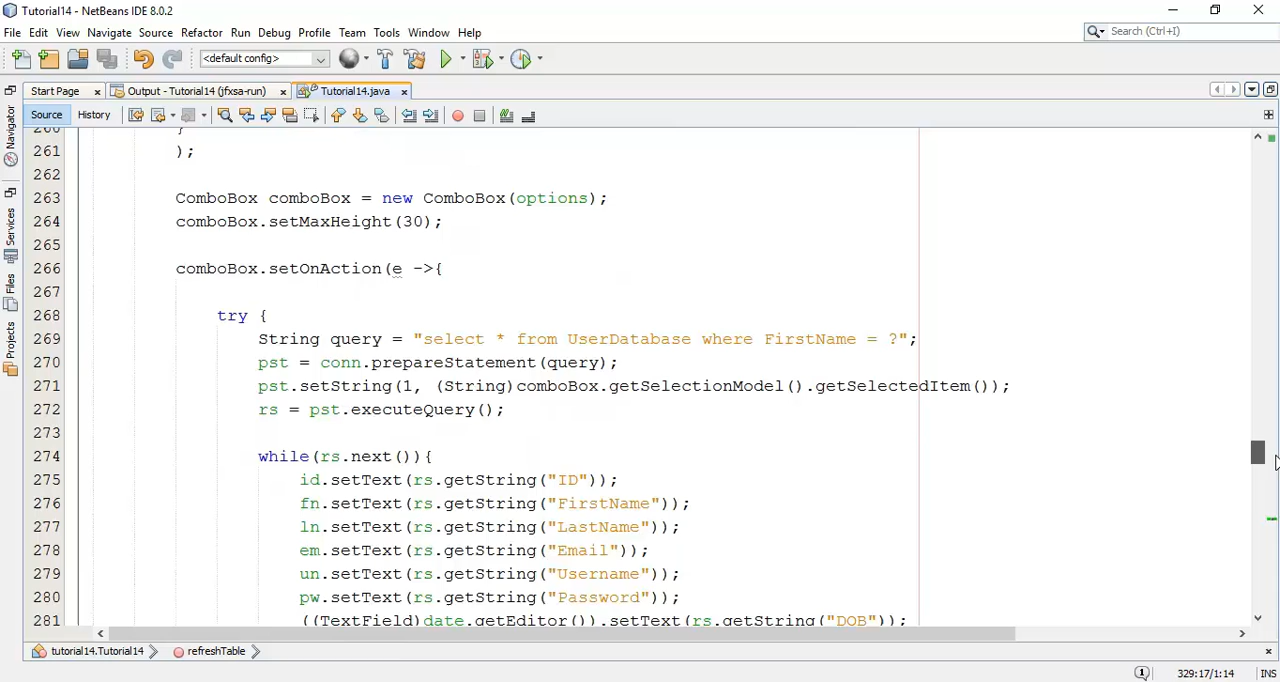 Tutorial14 - NetBeans IDE 8.0.2
File Edit View Navigate Source Refactor Run Debug Profile Team Tools Window Help
Search (Ctrl+I)
<default config>
Start Page Output - Tutorial14 (jfxsa-run) Tutorial14.java
Source History
Navigator
Services
Files
Projects
260 }
261 );
262
263 ComboBox comboBox = new ComboBox(options);
264 comboBox.setMaxHeight(30);
265
266 comboBox.setOnAction(e ->{
267
268 try {
269 String query = "select * from UserDatabase where FirstName = ?";
270 pst = conn.prepareStatement(query);
271 pst.setString(1, (String)comboBox.getSelectionModel().getSelectedItem());
272 rs = pst.executeQuery();
273
274 while(rs.next()){
275 id.setText(rs.getString("ID"));
276 fn.setText(rs.getString("FirstName"));
277 ln.setText(rs.getString("LastName"));
278 em.setText(rs.getString("Email"));
279 un.setText(rs.getString("Username"));
280 pw.setText(rs.getString("Password"));
281 ((TextField)date.getEditor()).setText(rs.getString("DOB"));
tutorial14.Tutorial14 refreshTable
1 329:17/1:14 INS